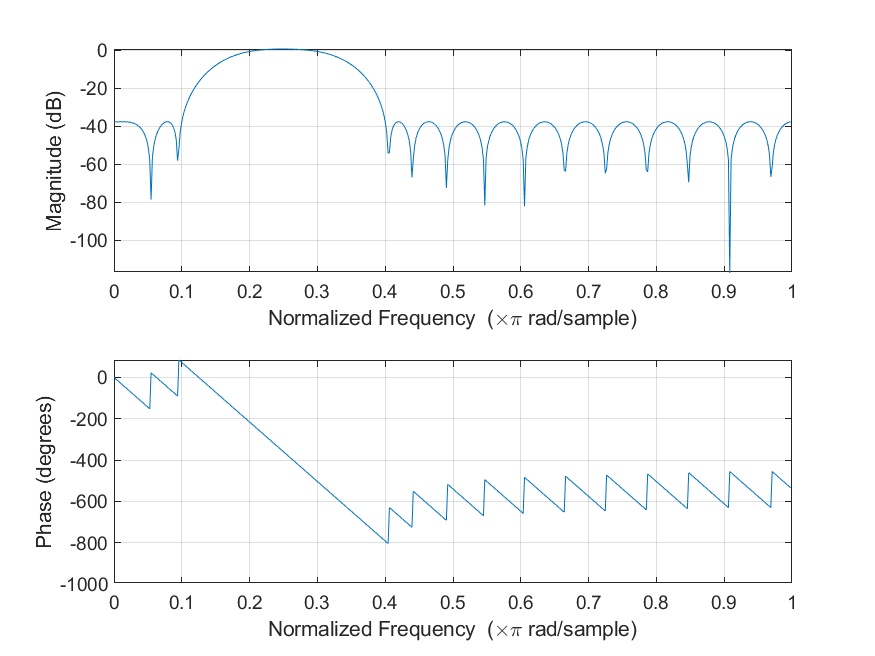 0
-20
-40
-60
-80
-100
Magnitude (dB)
0 0.1 0.2 0.3 0.4 0.5 0.6 0.7 0.8 0.9 1
Normalized Frequency (×π rad/sample)
0
-200
-400
-600
-800
-1000
Phase (degrees)
0 0.1 0.2 0.3 0.4 0.5 0.6 0.7 0.8 0.9 1
Normalized Frequency (×π rad/sample)